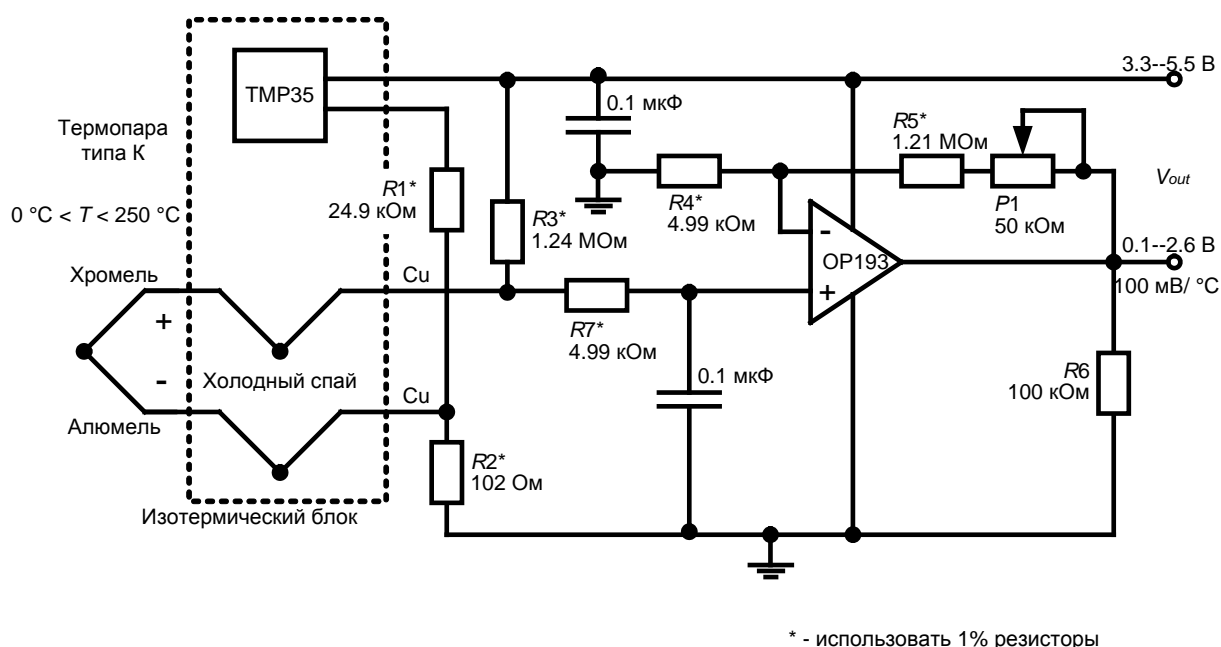 3.3--5.5 В
TMP35
0.1 мкФ
Термопара
типа К
R5*
1.21 МОм
R1*
24.9 кОм
R4*
4.99 кОм
P1
50 кОм
Vout
0 °C < T < 250 °C
R3*
1.24 МОм
-
OP193
+
0.1--2.6 В
100 мВ/ °C
Хромель
Cu
+
R7*
4.99 кОм
-
Холодный спай
0.1 мкФ
R6
100 кОм
Cu
Алюмель
R2*
102 Ом
Изотермический блок
* - использовать 1% резисторы